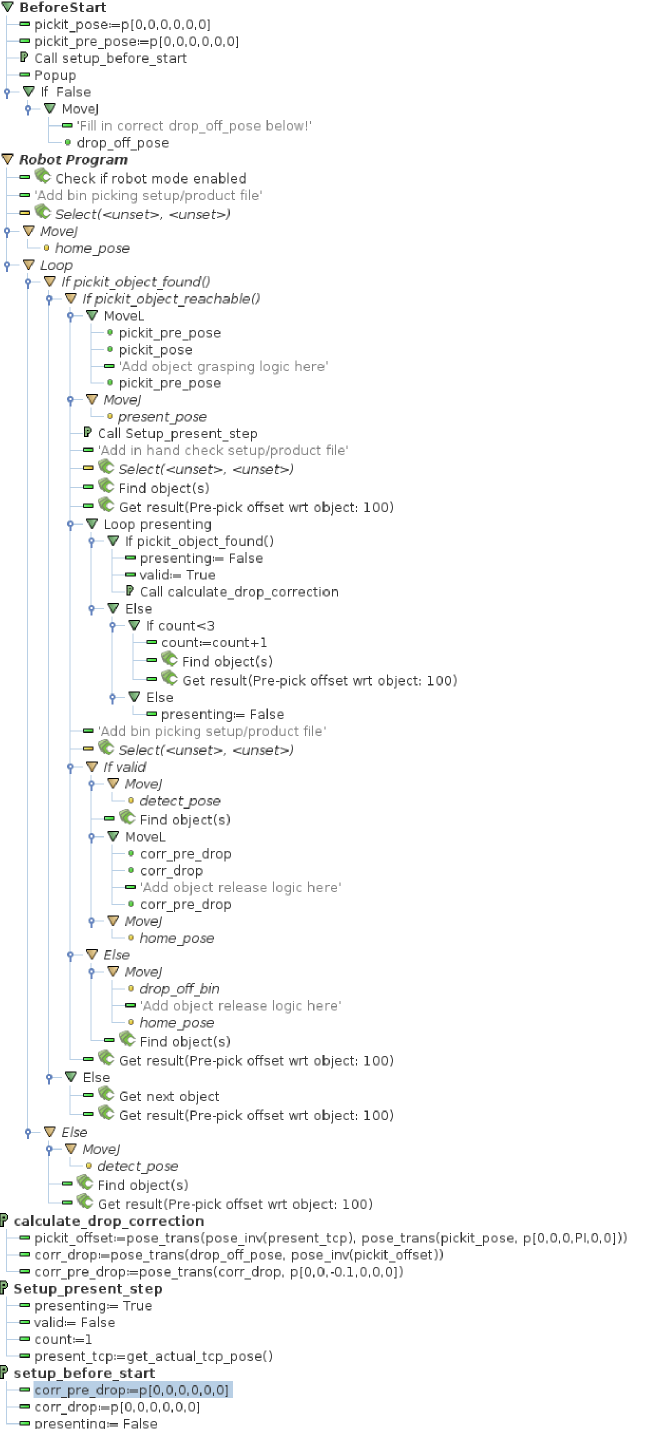 BeforeStart
pickit_pose:=p[0,0,0,0,0,0]
pickit_pre_pose:=p[0,0,0,0,0,0]
Call setup_before_start
Popup
If False
MoveJ
'Fill in correct drop_off_pose below!'
drop_off_pose
Robot Program
Check if robot mode enabled
'Add bin picking setup/product file'
Select(<unset>, <unset>)
MoveJ
home_pose
Loop
If pickit_object_found()
If pickit_object_reachable()
MoveL
pickit_pre_pose
pickit_pose
'Add object grasping logic here'
pickit_pre_pose
MoveJ
present_pose
Call Setup_present_step
'Add in hand check setup/product file'
Select(<unset>, <unset>)
Find object(s)
Get result(Pre-pick offset wrt object: 100)
Loop presenting
If pickit_object_found()
presenting:= False
valid:= True
Call calculate_drop_correction
Else
If count<3
count:=count+1
Find object(s)
Get result(Pre-pick offset wrt object: 100)
Else
presenting:= False
'Add bin picking setup/product file'
Select(<unset>, <unset>)
If valid
MoveJ
detect_pose
Find object(s)
MoveL
corr_pre_drop
corr_drop
'Add object release logic here'
corr_pre_drop
MoveJ
home_pose
Else
MoveJ
drop_off_bin
'Add object release logic here'
home_pose
Find object(s)
Get result(Pre-pick offset wrt object: 100)
Else
Get next object
Get result(Pre-pick offset wrt object: 100)
Else
MoveJ
detect_pose
Find object(s)
Get result(Pre-pick offset wrt object: 100)
calculate_drop_correction
pickit_offset:=pose_trans(pose_inv(present_tcp), pose_trans(pickit_pose, p[0,0,0,PI,0,0]))
corr_drop:=pose_trans(drop_off_pose, pose_inv(pickit_offset))
corr_pre_drop:=pose_trans(corr_drop, p[0,0,-0.1,0,0,0])
Setup_present_step
presenting:= True
valid:= False
count:=1
present_tcp:=get_actual_tcp_pose()
setup_before_start
corr_pre_drop:=p[0,0,0,0,0,0]
corr_drop:=p[0,0,0,0,0,0]
presenting:= False